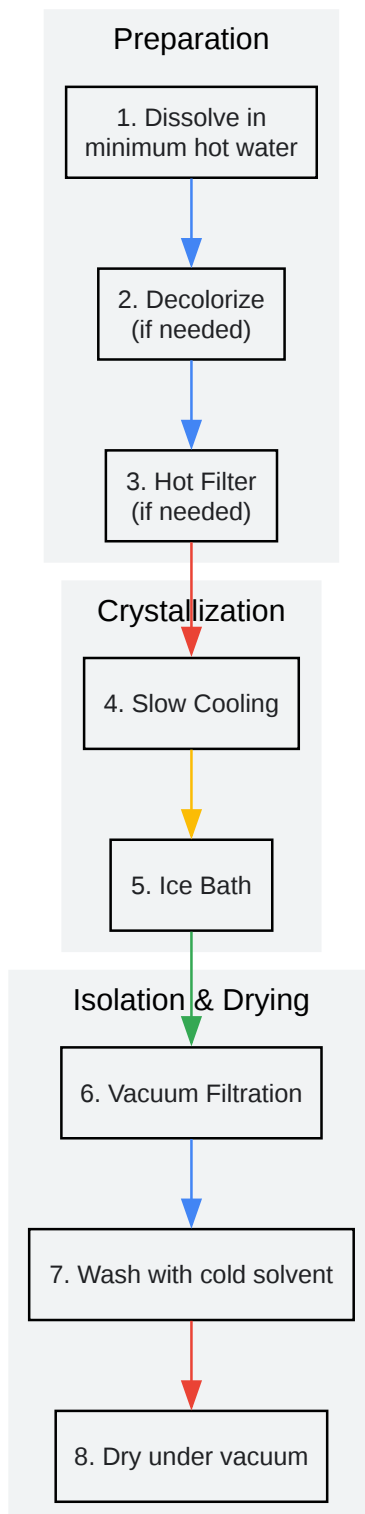 Preparation
1. Dissolve in
minimum hot water
2. Decolorize
(if needed)
3. Hot Filter
(if needed)
Crystallization
4. Slow Cooling
5. Ice Bath
Isolation & Drying
6. Vacuum Filtration
7. Wash with cold solvent
8. Dry under vacuum